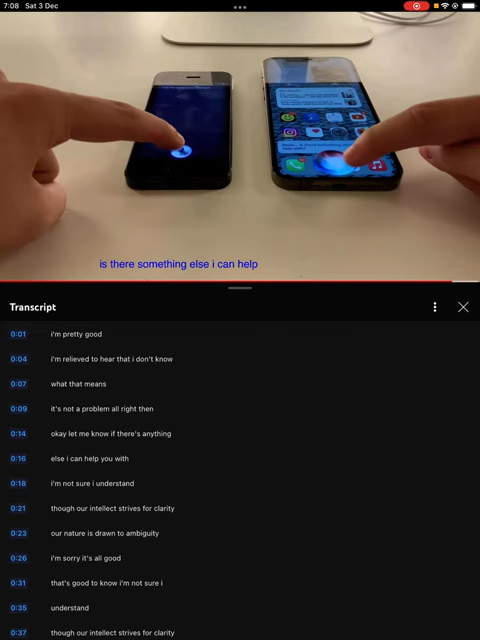 7:08 Sat 3 Dec
is there something else i can help
Transcript
0:01 i'm pretty good
0:04 i'm relieved to hear that i don't know
0:07 what that means
0:09 it's not a problem all right then
0:14 okay let me know if there's anything
0:16 else i can help you with
0:18 i'm not sure i understand
0:21 though our intellect strives for clarity
0:23 our nature is drawn to ambiguity
0:26 i'm sorry it's all good
0:31 that's good to know i'm not sure i
0:35 understand
0:37 though our intellect strives for clarity